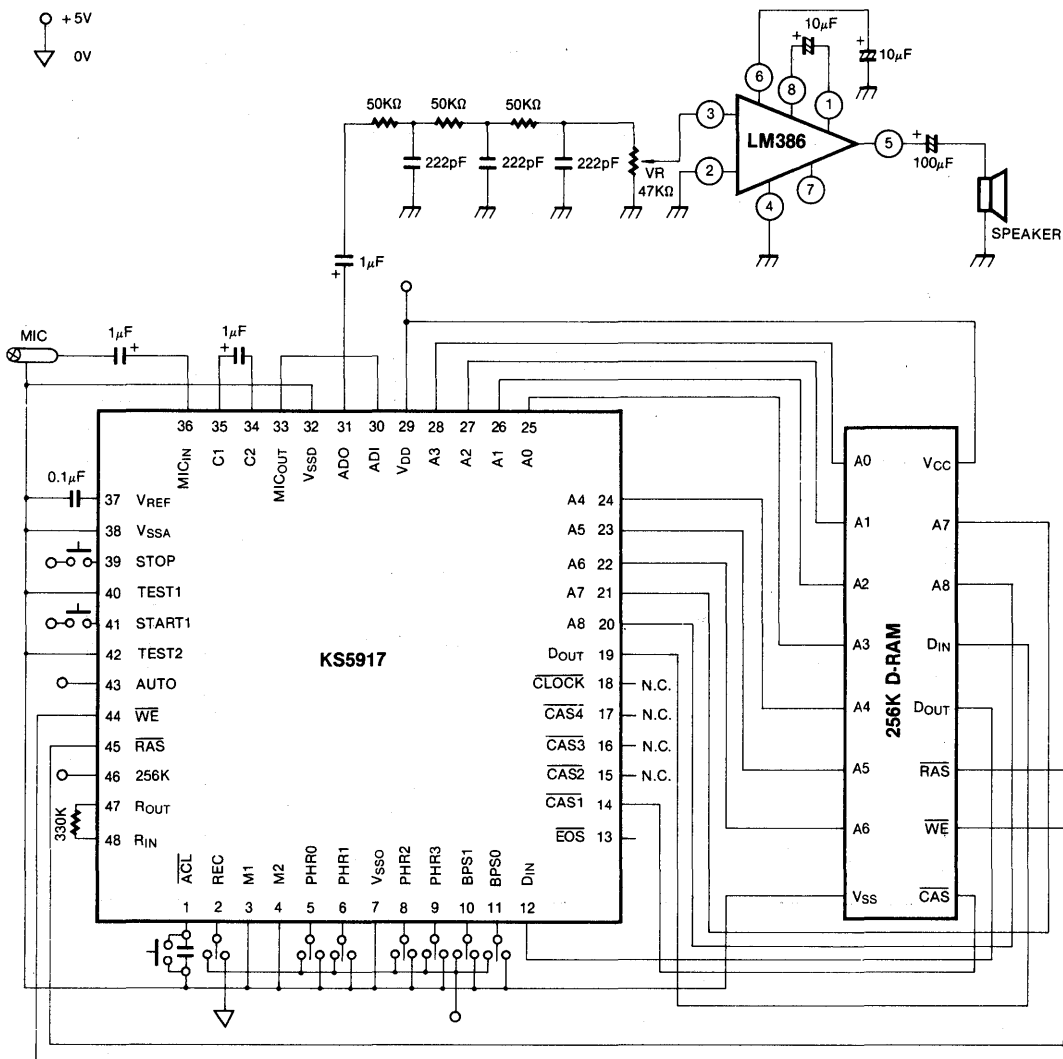 +5V
0V
10μF
+
+
10μF
6
8
1
50KΩ 50KΩ 50KΩ
3
LM386
5
+
100μF
222pF 222pF 222pF
VR
47KΩ
2
7
4
SPEAKER
1μF
+
MIC
1μF
+
1μF
+
36 35 34 33 32 31 30 29 28 27 26 25
MICIN C1 C2 MICOUT VSSD ADO ADI VDD A3 A2 A1 A0
0.1μF
37 VREF
38 VSSA
39 STOP
40 TEST1
41 START1
42 TEST2
43 AUTO
44 WE
45 RAS
46 256K
47 ROUT
330K
48 RIN
KS5917
A4 24
A5 23
A6 22
A7 21
A8 20
DOUT 19
CLOCK 18 N.C.
CAS4 17 N.C.
CAS3 16 N.C.
CAS2 15 N.C.
CAS1 14
EOS 13
ACL REC M1 M2 PHR0 PHR1 VSSO PHR2 PHR3 BPS1 BPS0 DIN
1 2 3 4 5 6 7 8 9 10 11 12
256K D-RAM
A0 VCC
A1 A7
A2 A8
A3 DIN
A4 DOUT
A5 RAS
A6 WE
VSS CAS